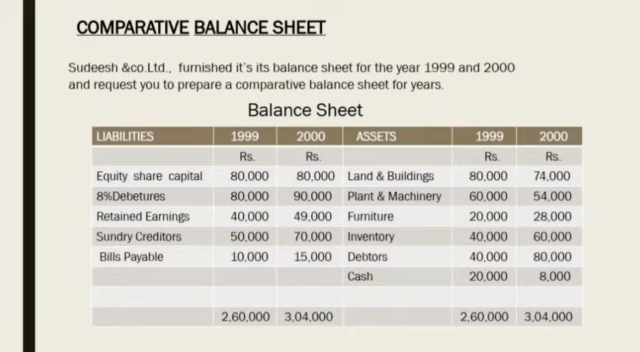 COMPARATIVE BALANCE SHEET
Sudeesh &co.Ltd., furnished it's its balance sheet for the year 1999 and 2000
and request you to prepare a comparative balance sheet for years.
Balance Sheet
LIABILITIES 1999 2000 ASSETS 1999 2000
Rs. Rs. Rs. Rs.
Equity share capital 80,000 80,000 Land & Buildings 80,000 74,000
8%Debetures 80,000 90,000 Plant & Machinery 60,000 54,000
Retained Earnings 40,000 49,000 Furniture 20,000 28,000
Sundry Creditors 50,000 70,000 Inventory 40,000 60,000
Bills Payable 10,000 15,000 Debtors 40,000 80,000
Cash 20,000 8,000
2,60,000 3,04,000 2,60,000 3,04,000